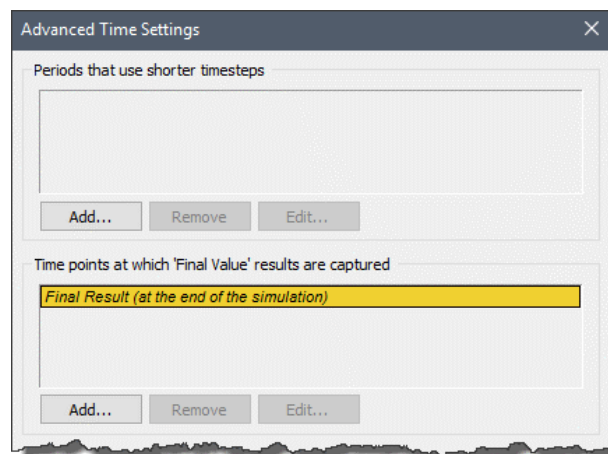 Advanced Time Settings
Periods that use shorter timesteps
Add... Remove Edit...
Time points at which 'Final Value' results are captured
Final Result (at the end of the simulation)
Add... Remove Edit...